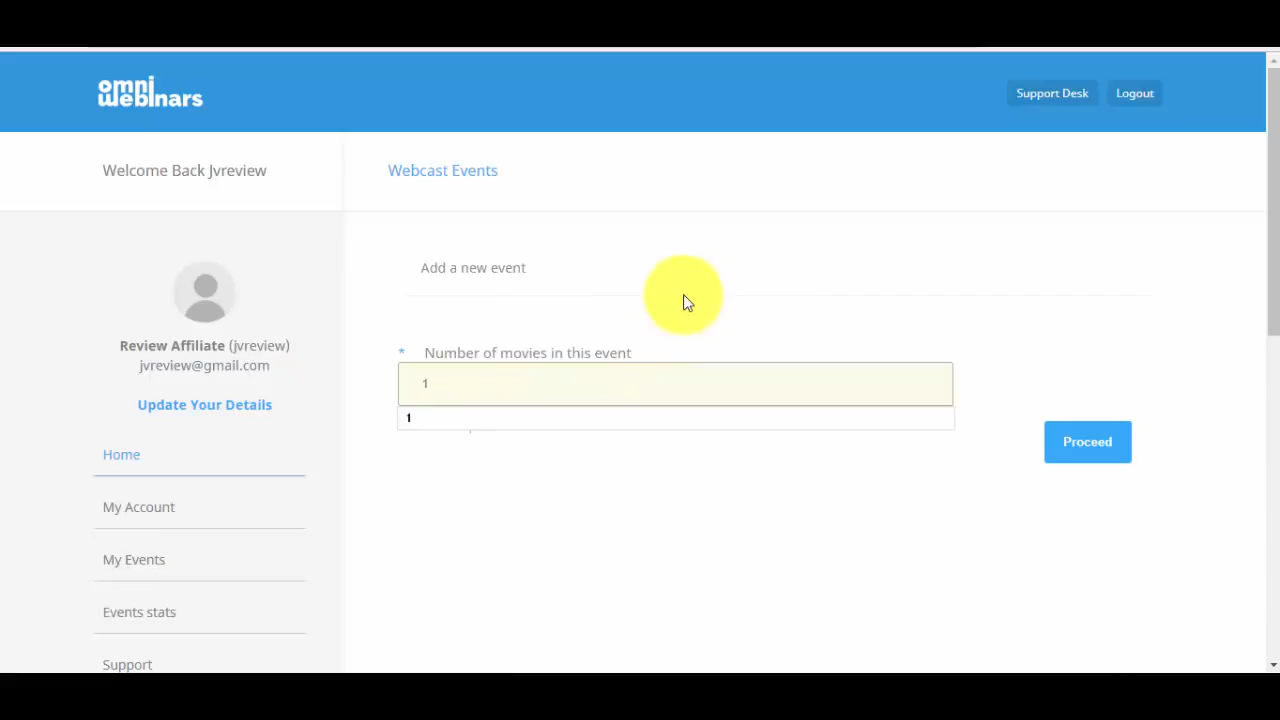 omni
webinars
Support Desk
Logout
Welcome Back Jvreview
Webcast Events
Review Affiliate (jvreview)
jvreview@gmail.com
Update Your Details
Home
My Account
My Events
Events stats
Support
Add a new event
* Number of movies in this event
1
1
Proceed